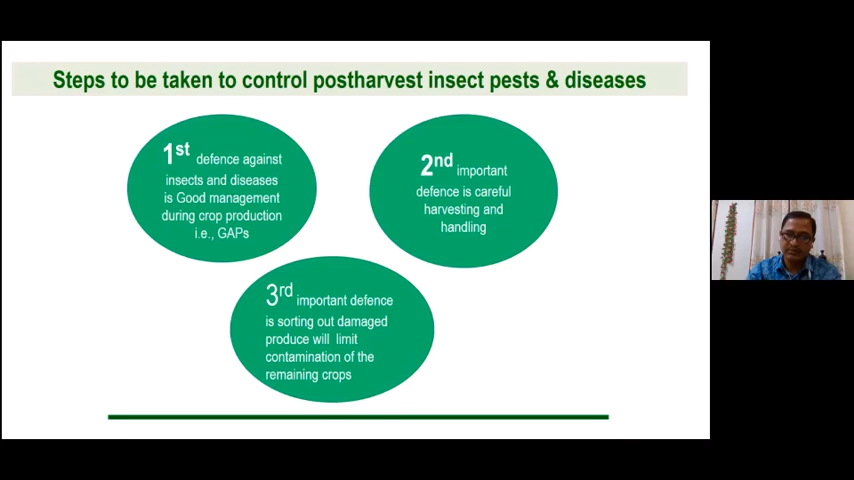 Steps to be taken to control postharvest insect pests & diseases
1st defence against
insects and diseases
is Good management
during crop production
i.e., GAPs
2nd important
defence is careful
harvesting and
handling
3rd important defence
is sorting out damaged
produce will limit
contamination of the
remaining crops